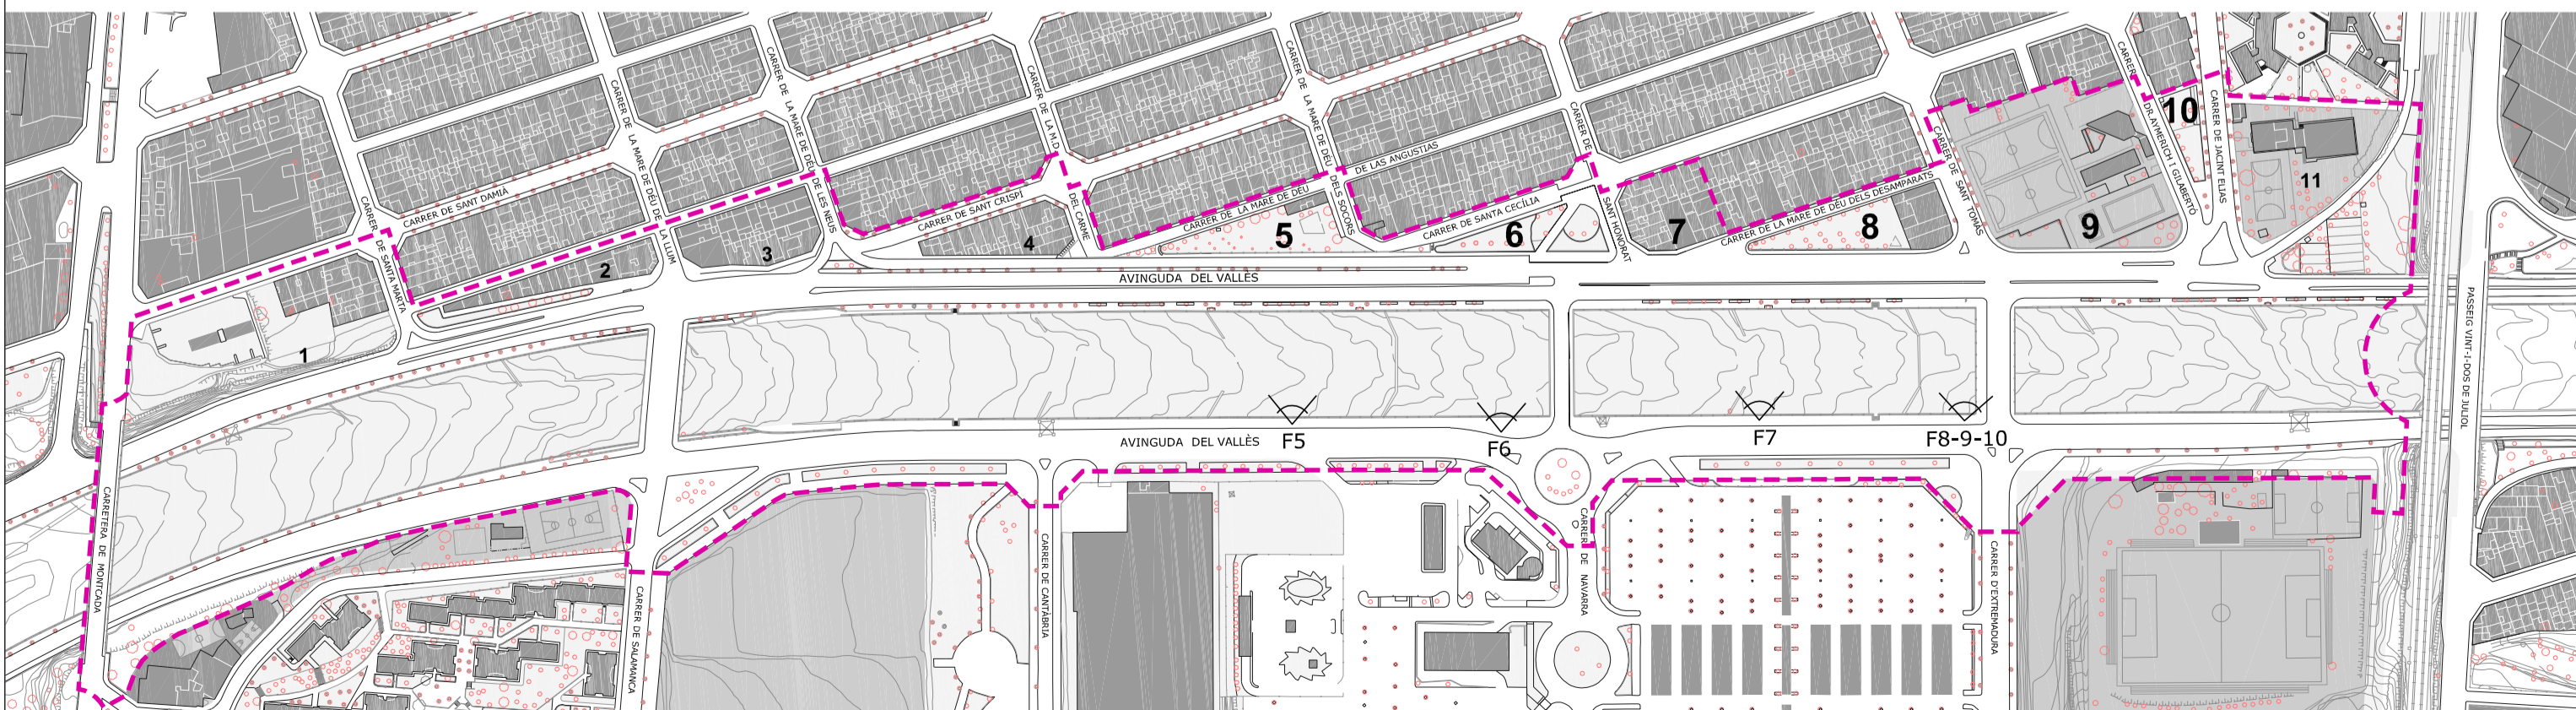 CARRER DE LA MARE DE DÉU DE LES NEUS
CARRER DE LA M.D.
DEL CARME
CARRER DE LA MARE DE DÉU
DELS SOCORS
CARRER DE
SANT HONORAT
CARRER
DR. AYMERICH I GILABERTÓ
10
CARRER DE JACINT ELIAS
CARRER DE LA MARE DE DÉU DE
LA LLUM
DE LAS ANGUSTIAS
CARRER DE SANT TOMÀS
11
CARRER DE SANT DAMIÀ
CARRER DE SANTA MARTA
CARRER DE SANT CRISPÍ
CARRER DE LA MARE DE DÉU
CARRER DE SANTA CECÍLIA
CARRER DE LA MARE DE DÉU DELS DESAMPARATS
1
2
3
4
5
6
7
8
9
AVINGUDA DEL VALLÈS
PASSEIG VINT-I-DOS DE JULIOL
AVINGUDA DEL VALLÈS
F5
F6
F7
F8-9-10
CARRETERA DE MONTCADA
CARRER DE SALAMANCA
CARRER DE CANTÀBRIA
CARRER DE NAVARRA
CARRER D'EXTREMADURA